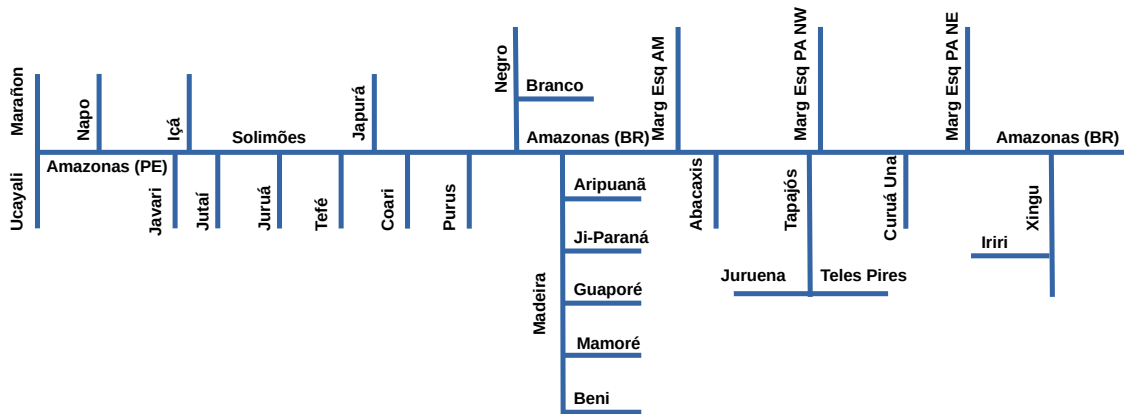 Marañon
Napo
Içá
Solimões
Japurá
Negro
Branco
Amazonas (BR)
Marg Esq AM
Marg Esq PA NW
Marg Esq PA NE
Amazonas (BR)
Ucayali
Amazonas (PE)
Javari
Jutaí
Juruá
Tefé
Coari
Purus
Madeira
Aripuanã
Ji-Paraná
Guaporé
Mamoré
Beni
Abacaxis
Tapajós
Juruena
Teles Pires
Curuá Una
Iriri
Xingu